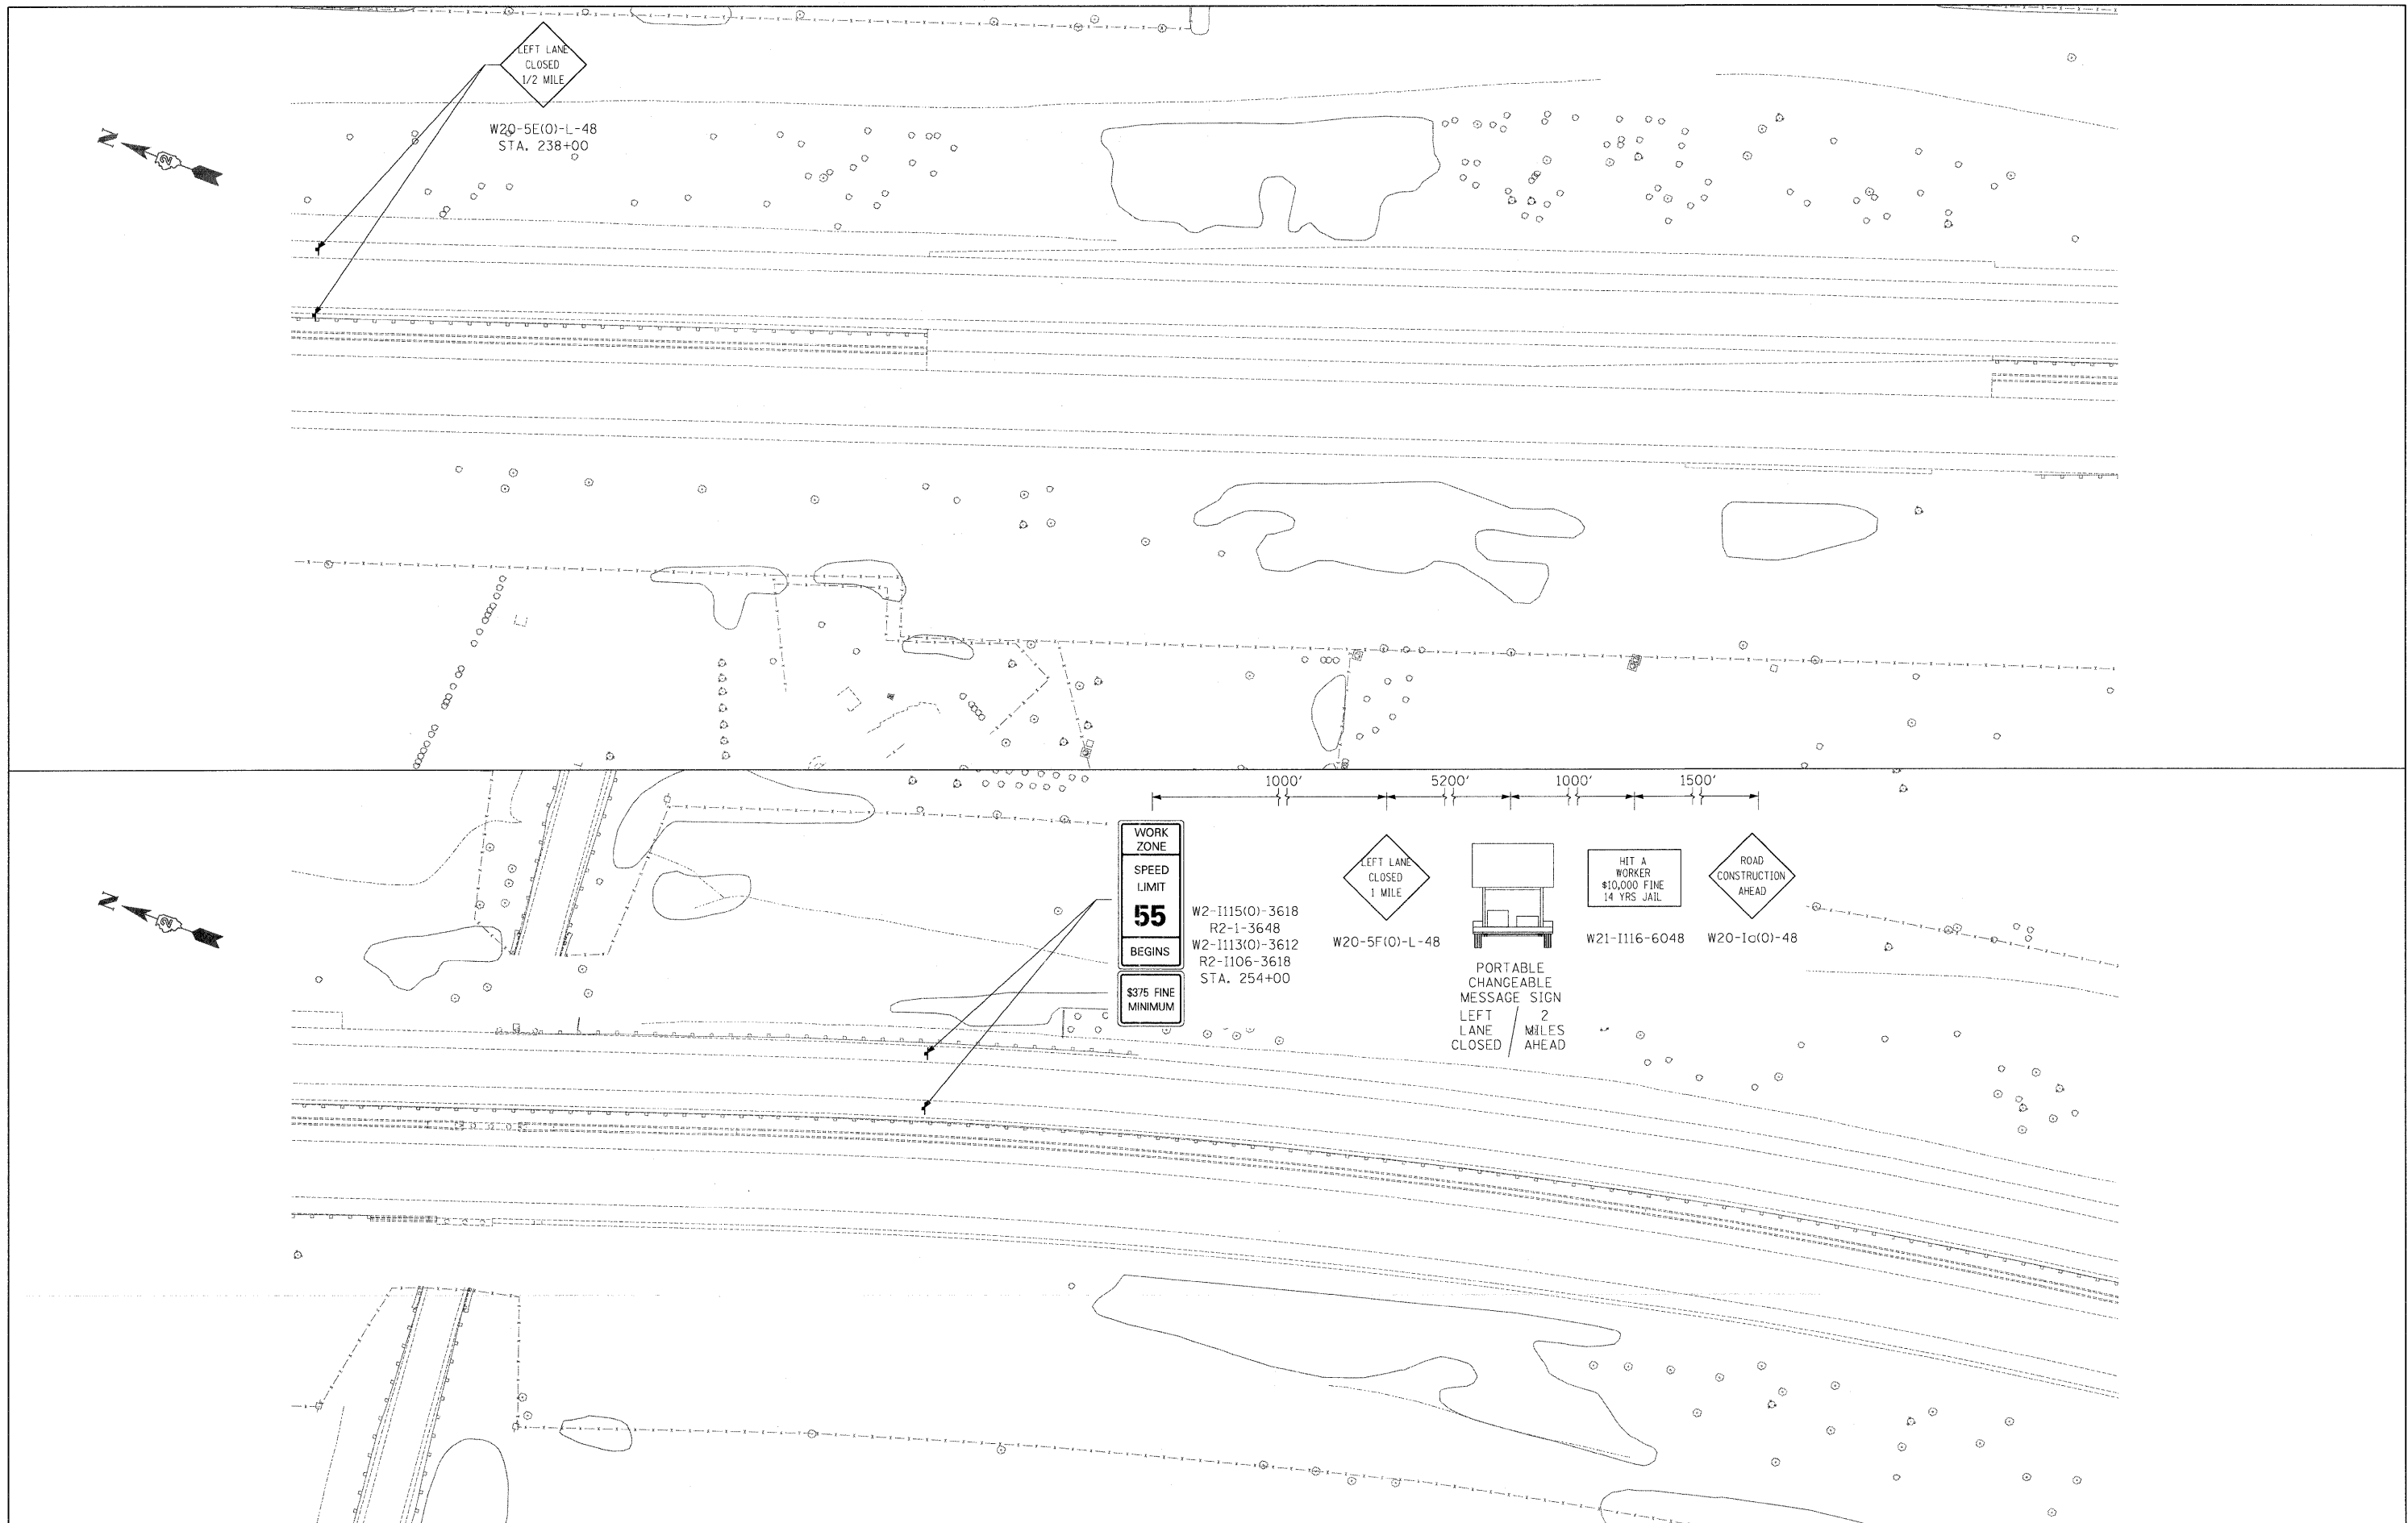 LEFT LANE
CLOSED
1/2 MILE
W20-5E(O)-L-48
STA. 238+00
N
N
1000'
5200'
1000'
1500'
WORK
ZONE
SPEED
LIMIT
55
BEGINS
$375 FINE
MINIMUM
W2-I115(O)-3618
R2-1-3648
W2-I113(O)-3612
R2-I106-3618
STA. 254+00
LEFT LANE
CLOSED
1 MILE
W20-5F(O)-L-48
PORTABLE
CHANGEABLE
MESSAGE SIGN
LEFT / 2
LANE / MILES
CLOSED / AHEAD
HIT A
WORKER
$10,000 FINE
14 YRS JAIL
W21-I116-6048
ROAD
CONSTRUCTION
AHEAD
W20-1a(O)-48